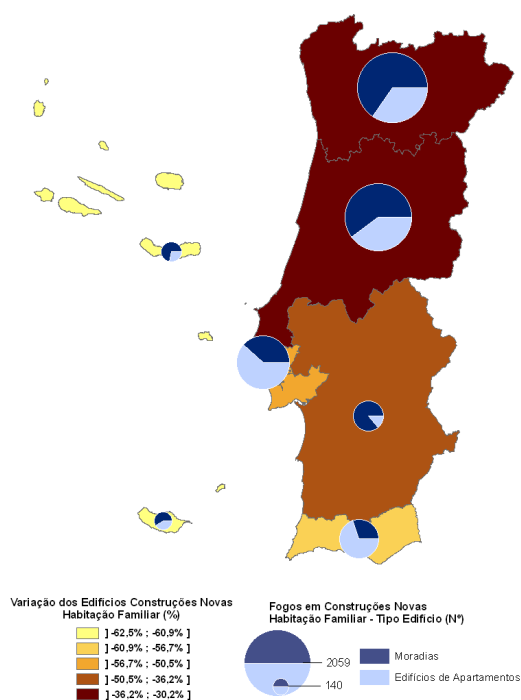 Variação dos Edifícios Construções Novas
Habitação Familiar (%)
] -62,5% ; -60,9% ]
] -60,9% ; -56,7% ]
] -56,7% ; -50,5% ]
] -50,5% ; -36,2% ]
] -36,2% ; -30,2% ]
Fogos em Construções Novas
Habitação Familiar - Tipo Edifício (Nº)
2059
140
Moradias
Edifícios de Apartamentos